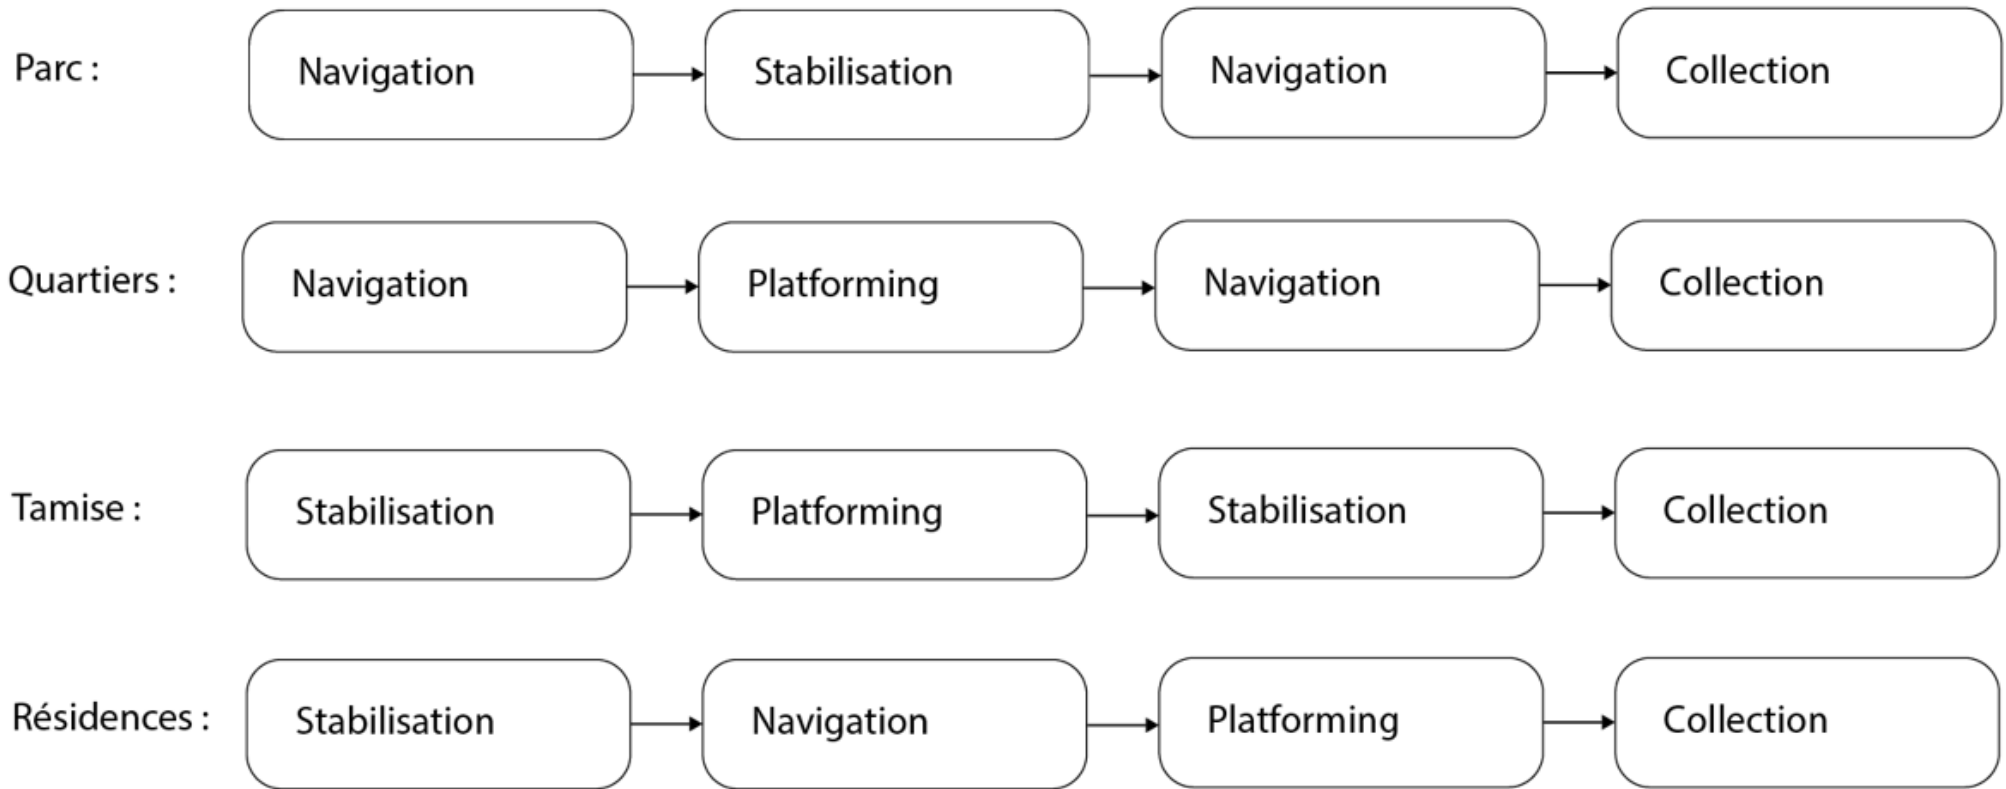 Parc : Navigation Stabilisation Navigation Collection
Quartiers : Navigation Platforming Navigation Collection
Tamise : Stabilisation Platforming Stabilisation Collection
Résidences : Stabilisation Navigation Platforming Collection